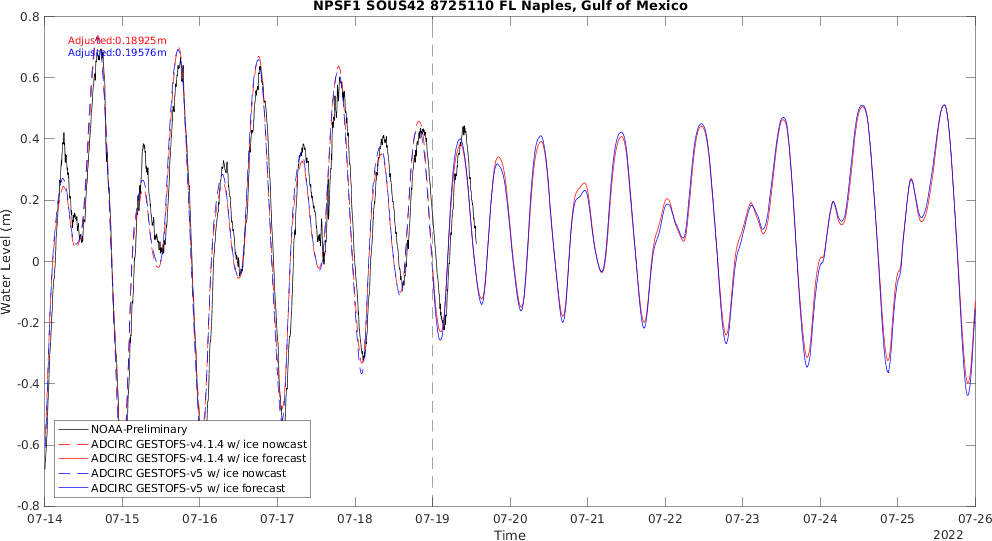 NPSF1 SOUS42 8725110 FL Naples, Gulf of Mexico
Adjusted:0.18925m
Adjusted:0.19576m
0.8
0.6
0.4
0.2
0
-0.2
-0.4
-0.6
-0.8
Water Level (m)
NOAA-Preliminary
ADCIRC GESTOFS-v4.1.4 w/ ice nowcast
ADCIRC GESTOFS-v4.1.4 w/ ice forecast
ADCIRC GESTOFS-v5 w/ ice nowcast
ADCIRC GESTOFS-v5 w/ ice forecast
07-14 07-15 07-16 07-17 07-18 07-19 07-20 07-21 07-22 07-23 07-24 07-25 07-26
Time
2022